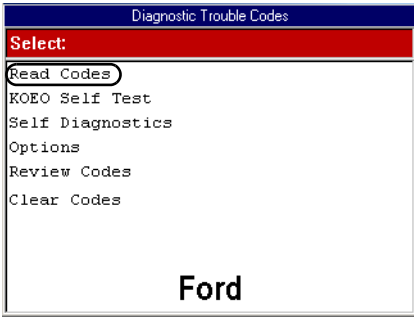 Diagnostic Trouble Codes
Select:
Read Codes
KOEO Self Test
Self Diagnostics
Options
Review Codes
Clear Codes
Ford